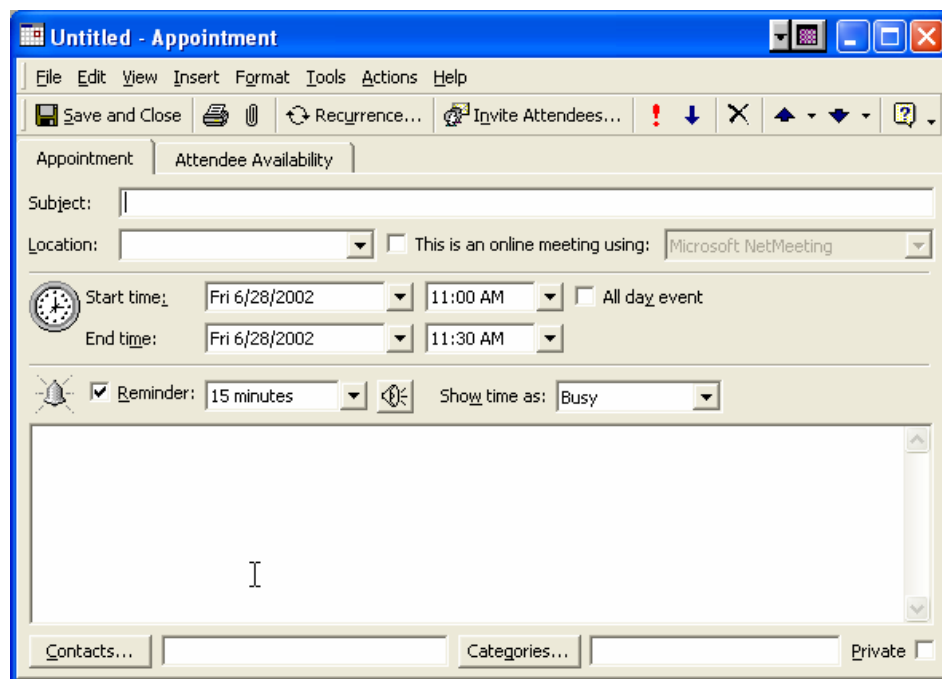 Untitled - Appointment
File Edit View Insert Format Tools Actions Help
Save and Close Recurrence... Invite Attendees...
Appointment Attendee Availability
Subject:
Location: This is an online meeting using: Microsoft NetMeeting
Start time: Fri 6/28/2002 11:00 AM All day event
End time: Fri 6/28/2002 11:30 AM
Reminder: 15 minutes Show time as: Busy
Contacts... Categories... Private